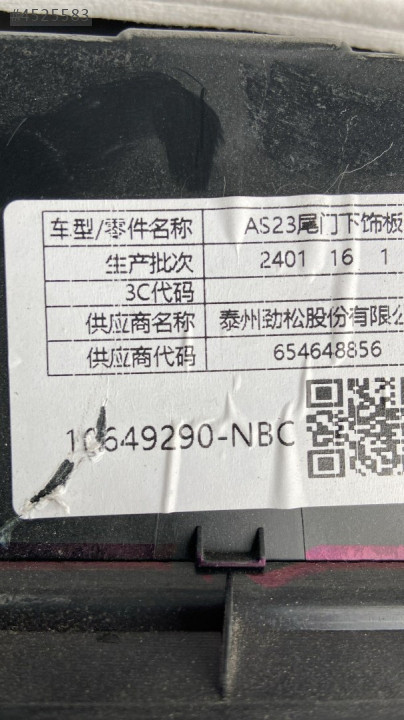 #4525583
车型/零件名称 AS23尾门下饰板
生产批次 2401 16 1
3C代码
供应商名称 泰州劲松股份有限公
供应商代码 654648856
10649290-NBC